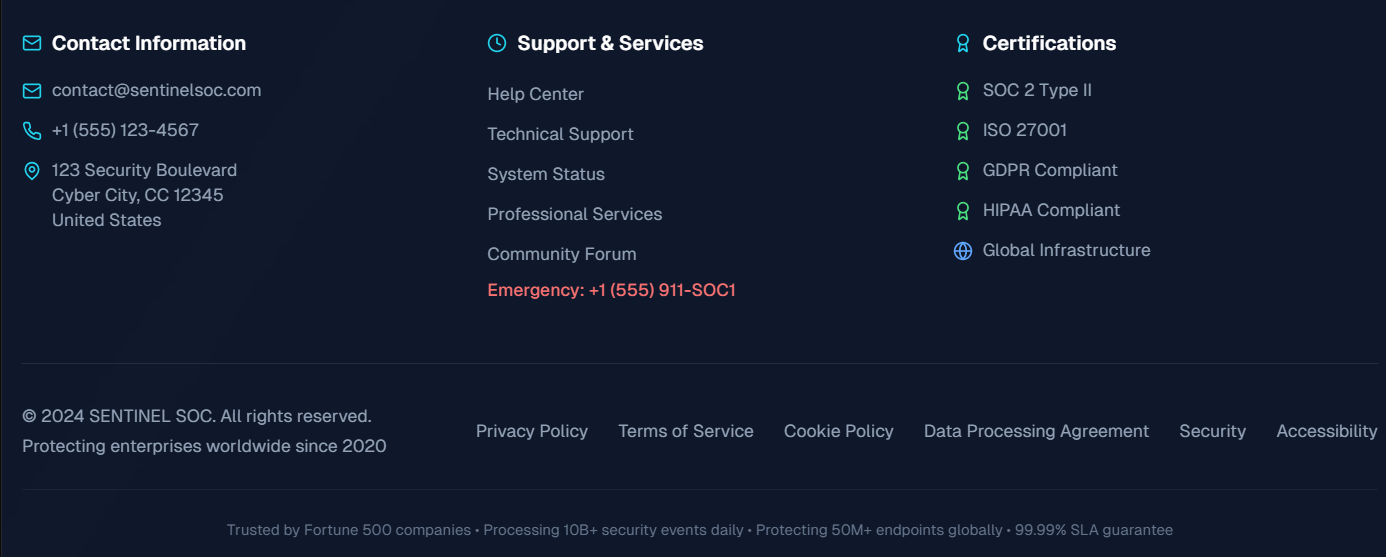 Contact Information
contact@sentinelsoc.com
+1 (555) 123-4567
123 Security Boulevard
Cyber City, CC 12345
United States
Support & Services
Help Center
Technical Support
System Status
Professional Services
Community Forum
Emergency: +1 (555) 911-SOC1
Certifications
SOC 2 Type II
ISO 27001
GDPR Compliant
HIPAA Compliant
Global Infrastructure
© 2024 SENTINEL SOC. All rights reserved.
Protecting enterprises worldwide since 2020
Privacy Policy Terms of Service Cookie Policy Data Processing Agreement Security Accessibility
Trusted by Fortune 500 companies • Processing 10B+ security events daily • Protecting 50M+ endpoints globally • 99.99% SLA guarantee